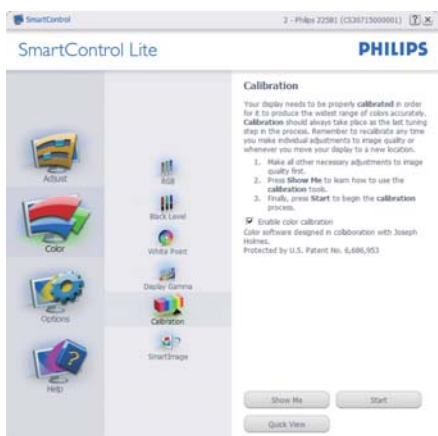 SmartControl
2 - Philips 225B1 (CS30715000001)
SmartControl Lite
PHILIPS
Adjust
Color
Options
Help
RGB
Black Level
White Point
Display Gamma
Calibration
SmartImage
Calibration
Your display needs to be properly calibrated in order
for it to produce the widest range of colors accurately.
Calibration should always take place as the last tuning
step in the process. Remember to recalibrate any time
you make individual adjustments to image quality or
whenever you move your display to a new location.
1. Make all other necessary adjustments to image
quality first.
2. Press Show Me to learn how to use the
calibration tools.
3. Finally, press Start to begin the calibration
process.
Enable color calibration
Color software designed in collaboration with Joseph
Holmes.
Protected by U.S. Patent No. 6,686,953
Show Me
Start
Quick View